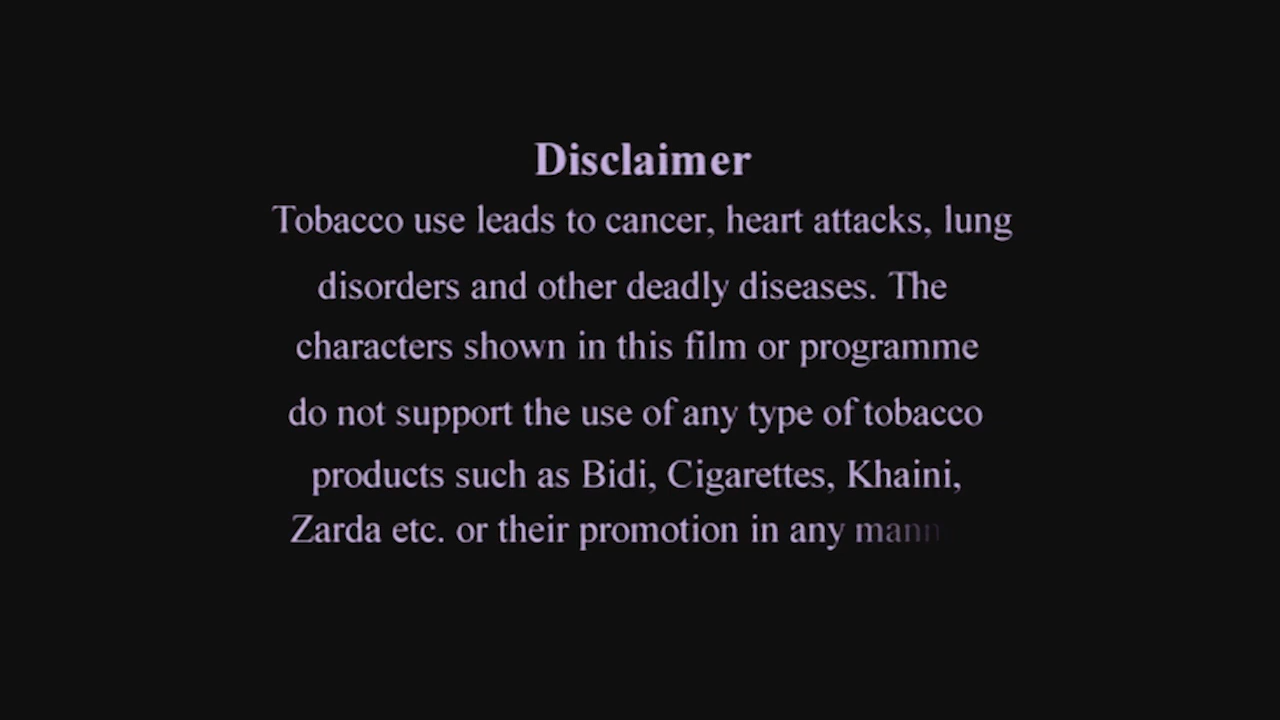 Disclaimer
Tobacco use leads to cancer, heart attacks, lung
disorders and other deadly diseases. The
characters shown in this film or programme
do not support the use of any type of tobacco
products such as Bidi, Cigarettes, Khaini,
Zarda etc. or their promotion in any